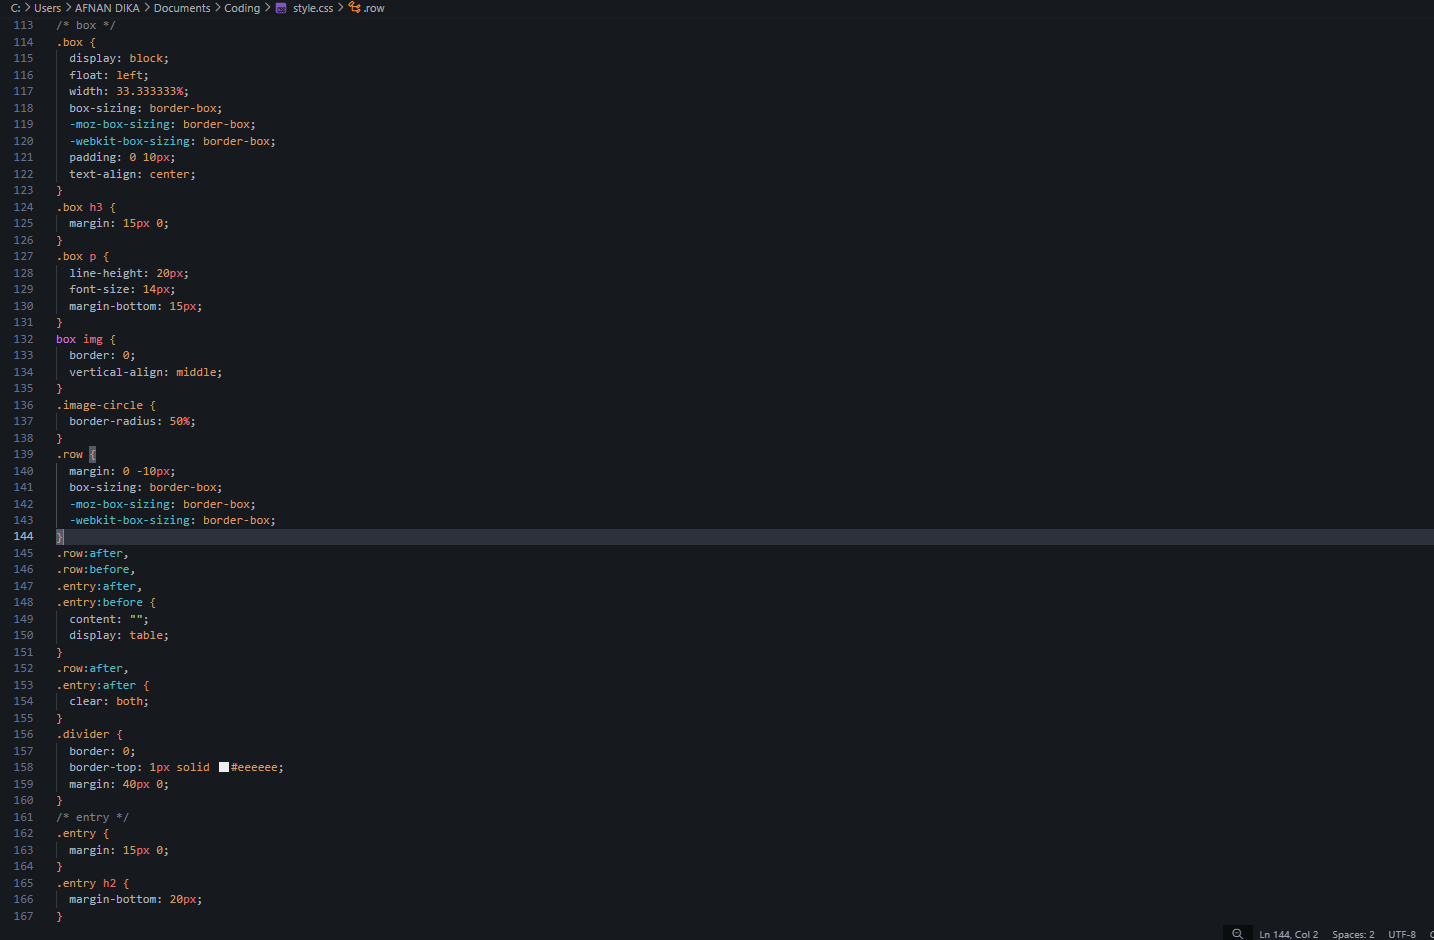 C: > Users > AFNAN DIKA > Documents > Coding > style.css > .row
113 /* box */
114 .box {
115 display: block;
116 float: left;
117 width: 33.333333%;
118 box-sizing: border-box;
119 -moz-box-sizing: border-box;
120 -webkit-box-sizing: border-box;
121 padding: 0 10px;
122 text-align: center;
123 }
124 .box h3 {
125 margin: 15px 0;
126 }
127 .box p {
128 line-height: 20px;
129 font-size: 14px;
130 margin-bottom: 15px;
131 }
132 box img {
133 border: 0;
134 vertical-align: middle;
135 }
136 .image-circle {
137 border-radius: 50%;
138 }
139 .row {
140 margin: 0 -10px;
141 box-sizing: border-box;
142 -moz-box-sizing: border-box;
143 -webkit-box-sizing: border-box;
144 }
145 .row:after,
146 .row:before,
147 .entry:after,
148 .entry:before {
149 content: "";
150 display: table;
151 }
152 .row:after,
153 .entry:after {
154 clear: both;
155 }
156 .divider {
157 border: 0;
158 border-top: 1px solid #eeeeee;
159 margin: 40px 0;
160 }
161 /* entry */
162 .entry {
163 margin: 15px 0;
164 }
165 .entry h2 {
166 margin-bottom: 20px;
167 }
Ln 144, Col 2 Spaces: 2 UTF-8